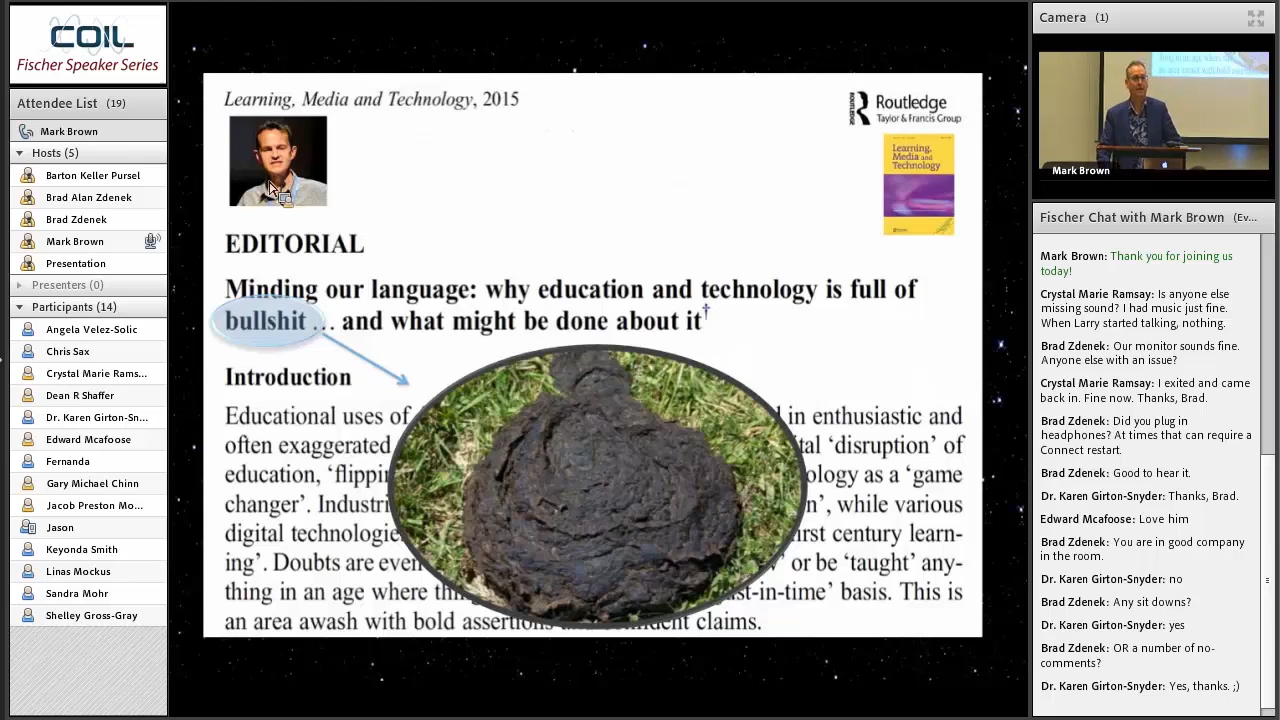 COIL
Fischer Speaker Series
Attendee List (19)
Mark Brown
Hosts (5)
Barton Keller Pursel
Brad Alan Zdenek
Brad Zdenek
Mark Brown
Presentation
Presenters (0)
Participants (14)
Angela Velez-Solic
Chris Sax
Crystal Marie Rams...
Dean R Shaffer
Dr. Karen Girton-Sn...
Edward Mcafoose
Fernanda
Gary Michael Chinn
Jacob Preston Mo...
Jason
Keyonda Smith
Linas Mockus
Sandra Mohr
Shelley Gross-Gray
Learning, Media and Technology, 2015
ROUTLEDGE
Routledge
Taylor & Francis Group
Learning,
Media and
Technology
EDITORIAL
Minding our language: why education and technology is full of
bullshit … and what might be done about it†
Introduction
Educational uses of
d in enthusiastic and
often exaggerated
tal ‘disruption’ of
education, ‘flippin
ology as a ‘game
changer’. Industri
n’, while various
digital technologie
irst century learn-
ing’. Doubts are even
’ or be ‘taught’ any-
thing in an age where thin
st-in-time’ basis. This is
an area awash with bold assertions and confident claims.
Camera (1)
Mark Brown
Fischer Chat with Mark Brown (Ev...
Mark Brown: Thank you for joining us
today!
Crystal Marie Ramsay: Is anyone else
missing sound? I had music just fine.
When Larry started talking, nothing.
Brad Zdenek: Our monitor sounds fine.
Anyone else with an issue?
Crystal Marie Ramsay: I exited and came
back in. Fine now. Thanks, Brad.
Brad Zdenek: Did you plug in
headphones? At times that can require a
Connect restart.
Brad Zdenek: Good to hear it.
Dr. Karen Girton-Snyder: Thanks, Brad.
Edward Mcafoose: Love him
Brad Zdenek: You are in good company
in the room.
Dr. Karen Girton-Snyder: no
Brad Zdenek: Any sit downs?
Dr. Karen Girton-Snyder: yes
Brad Zdenek: OR a number of no-
comments?
Dr. Karen Girton-Snyder: Yes, thanks. ;)